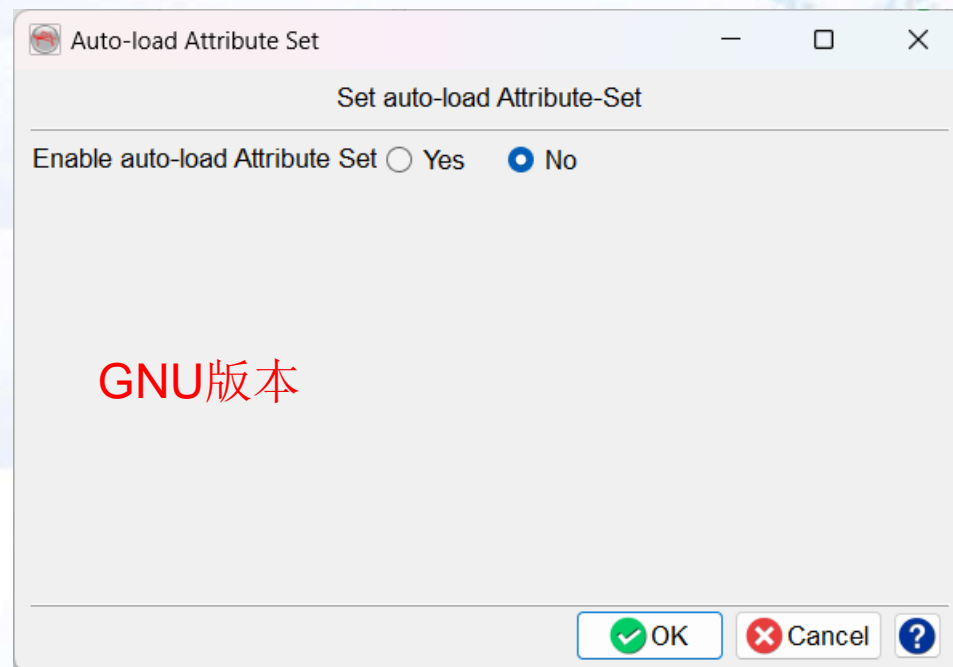 Auto-load Attribute Set
Set auto-load Attribute-Set
Enable auto-load Attribute Set Yes No
GNU版本
OK Cancel ?